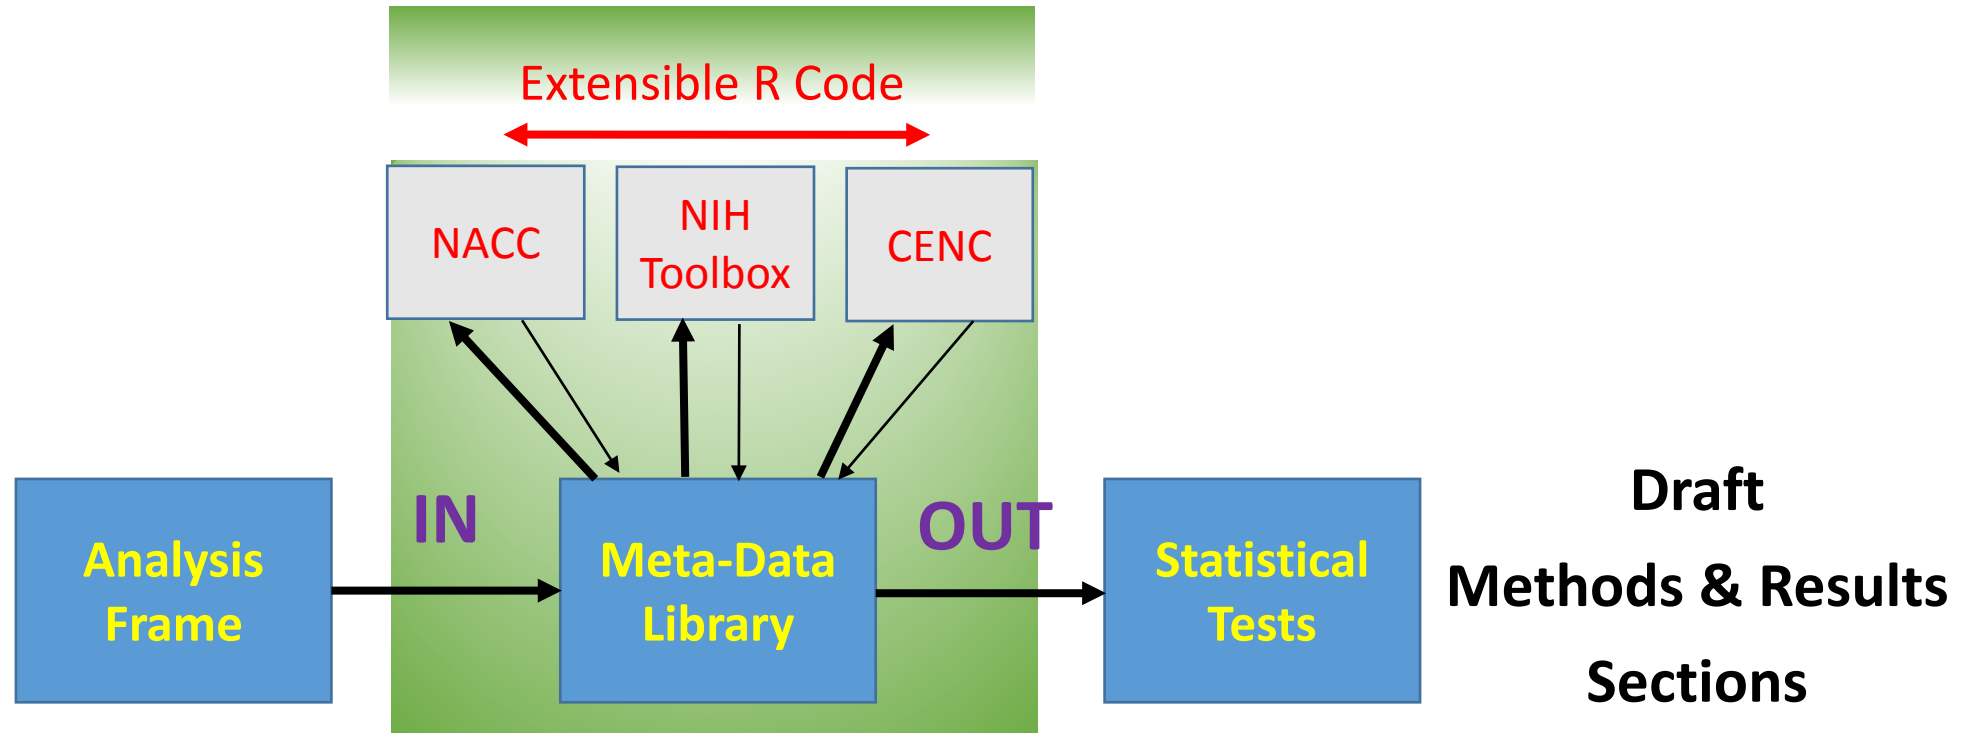 Extensible R Code
NACC
NIH
Toolbox
CENC
IN
OUT
Analysis
Frame
Meta-Data
Library
Statistical
Tests
Draft
Methods & Results
Sections